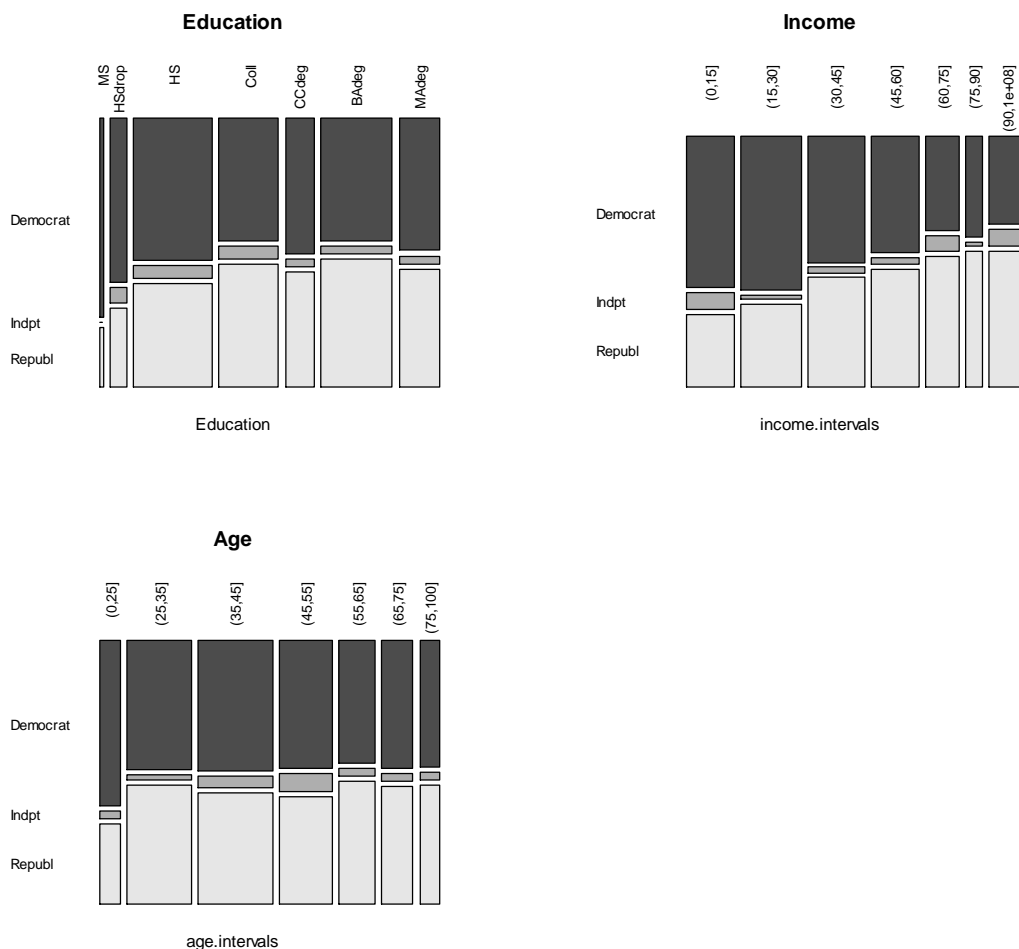 Education
MS
HSdrop
HS
Coll
CCdeg
BAdeg
MAdeg
Democrat
Indpt
Republ
Education
Income
(0,15]
(15,30]
(30,45]
(45,60]
(60,75]
(75,90]
(90,1e+08]
Democrat
Indpt
Republ
income.intervals
Age
(0,25]
(25,35]
(35,45]
(45,55]
(55,65]
(65,75]
(75,100]
Democrat
Indpt
Republ
age.intervals